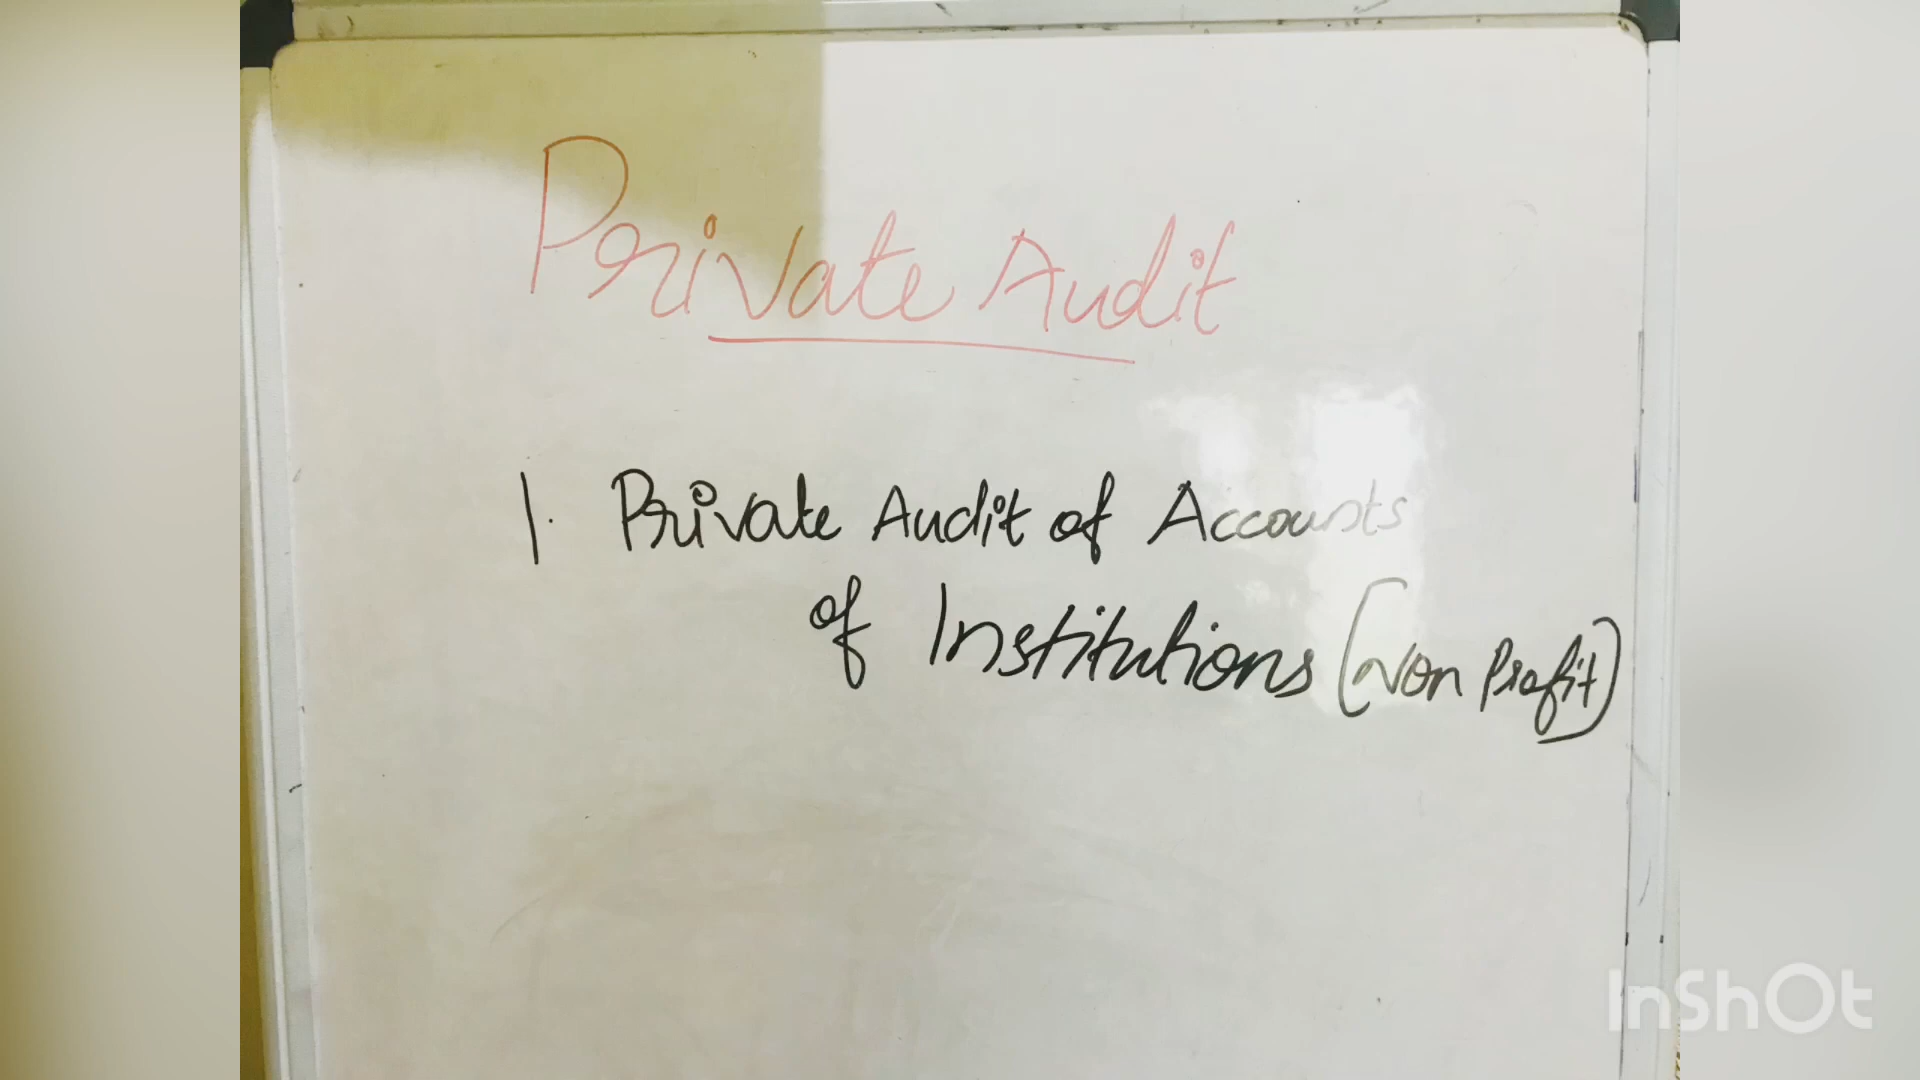 Private Audit
1. Private Audit of Accounts
of Institutions (Non Profit)
InShOt